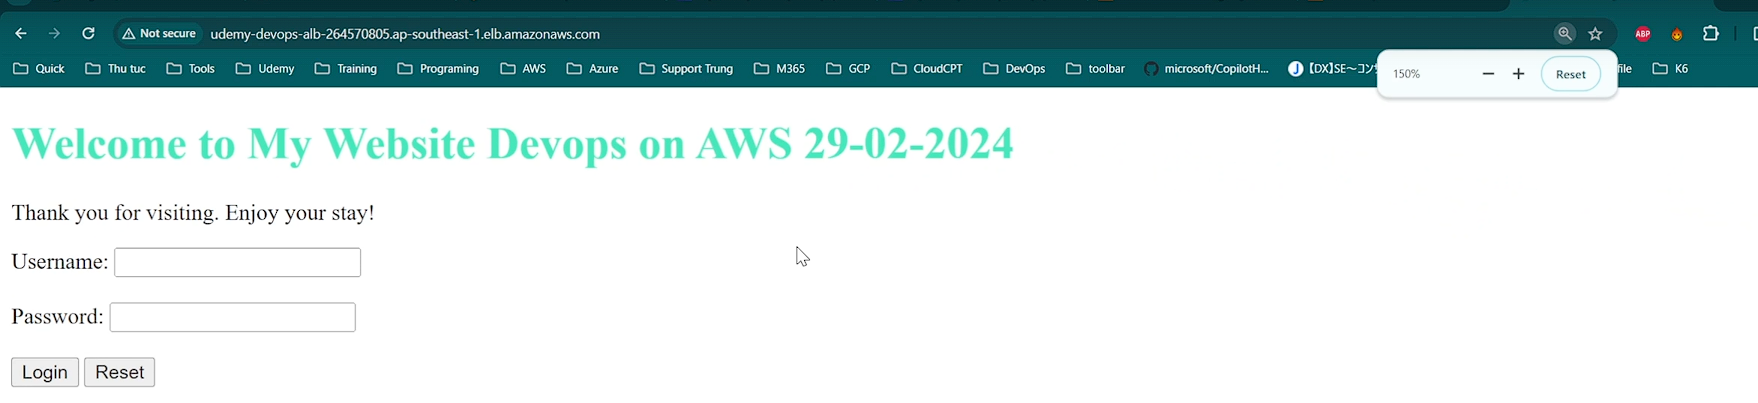 Not secure udemy-devops-alb-264570805.ap-southeast-1.elb.amazonaws.com ABP
Quick Thu tuc Tools Udemy Training Programing AWS Azure Support Trung M365 GCP CloudCPT DevOps toolbar microsoft/CopilotH... J 【DX】SE〜コン file K6
150% Reset
Welcome to My Website Devops on AWS 29-02-2024
Thank you for visiting. Enjoy your stay!
Username:
Password:
Login Reset